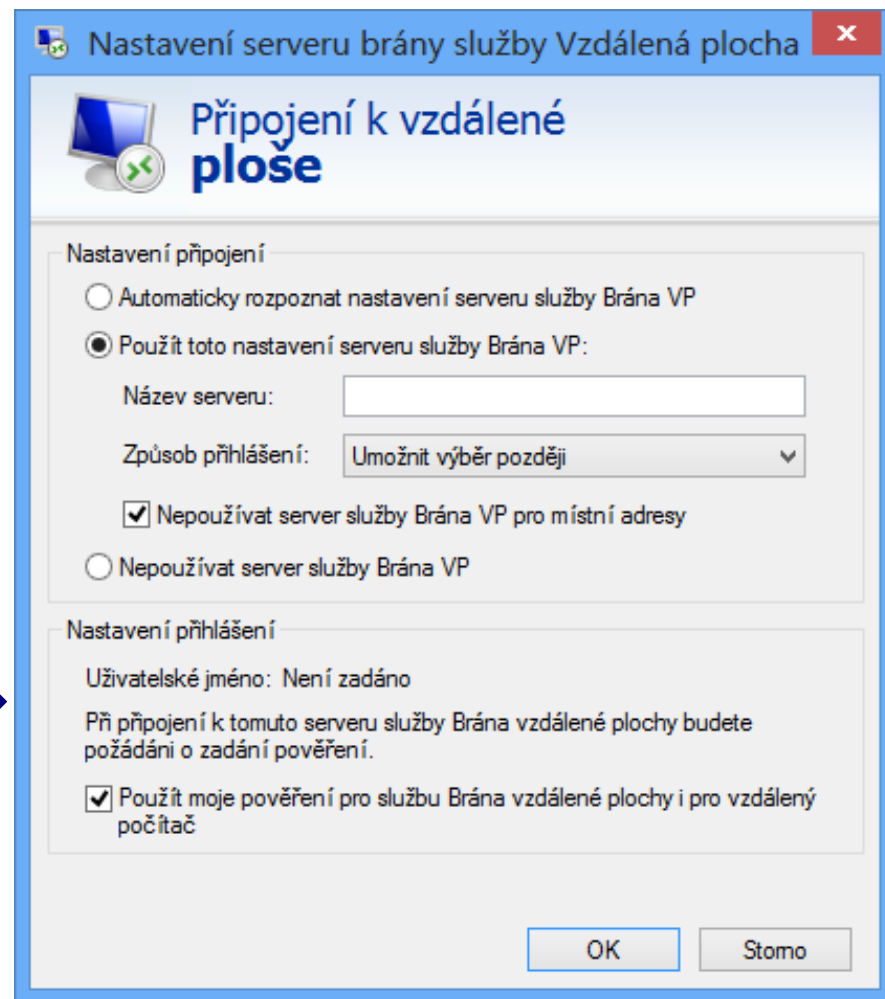 Nastavení serveru brány služby Vzdálená plocha
Připojení k vzdálené
ploše
Nastavení připojení
Automaticky rozpoznat nastavení serveru služby Brána VP
Použít toto nastavení serveru služby Brána VP:
Název serveru:
Způsob přihlášení: Umožnit výběr později
Nepoužívat server služby Brána VP pro místní adresy
Nepoužívat server služby Brána VP
Nastavení přihlášení
Uživatelské jméno: Není zadáno
Při připojení k tomuto serveru služby Brána vzdálené plochy budete
požádáni o zadání pověření.
Použít moje pověření pro službu Brána vzdálené plochy i pro vzdálený
počítač
OK Storno